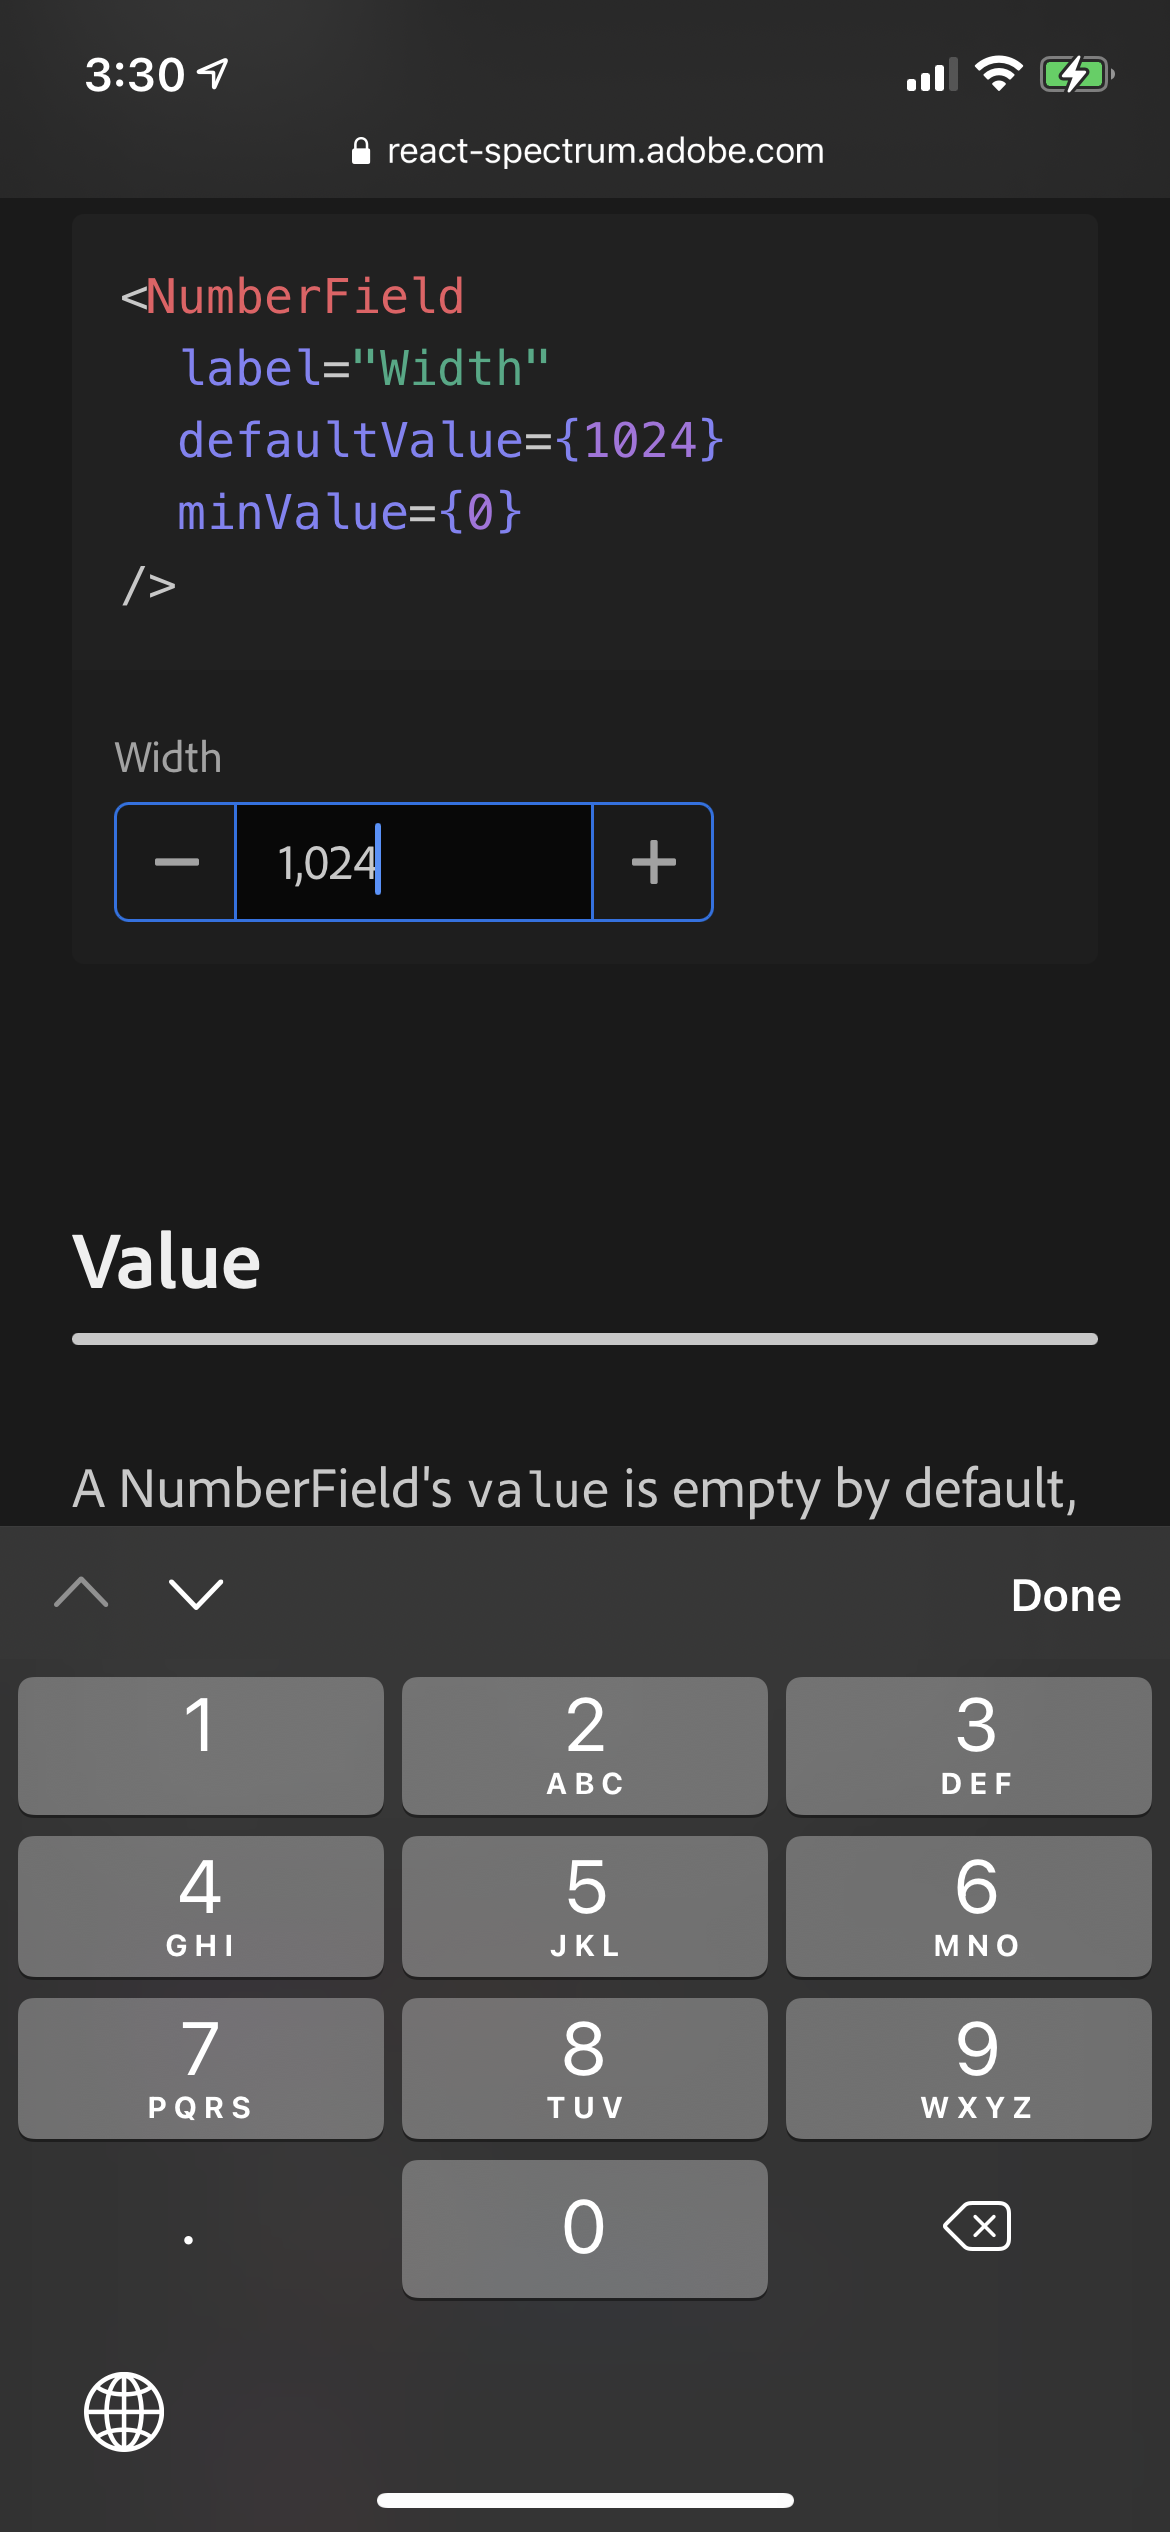 3:30
react-spectrum.adobe.com
<NumberField
label="Width"
defaultValue={1024}
minValue={0}
/>
Width
1,024
Value
A NumberField's value is empty by default,
Done
1
2
ABC
3
DEF
4
GHI
5
JKL
6
MNO
7
PQRS
8
TUV
9
WXYZ
.
0